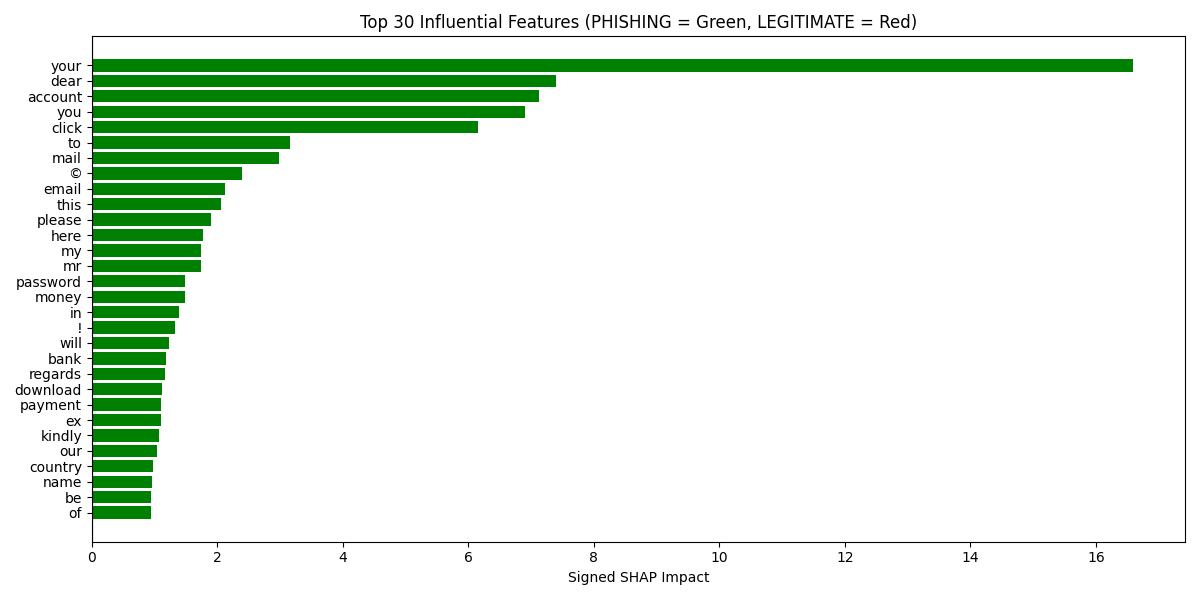 Top 30 Influential Features (PHISHING = Green, LEGITIMATE = Red)
your
dear
account
you
click
to
mail
©
email
this
please
here
my
mr
password
money
in
!
will
bank
regards
download
payment
ex
kindly
our
country
name
be
of
0 2 4 6 8 10 12 14 16
Signed SHAP Impact